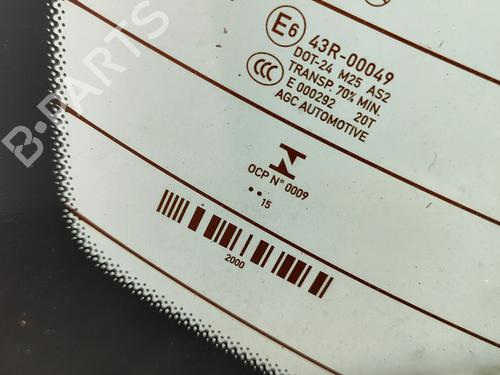 B-PARTS
E6 43R-00049
DOT-24 M25 AS2
TRANSP. 70% MIN.
E 000292 20T
AGC AUTOMOTIVE
CCC
N
OCP N° 0009
•• 15
2000